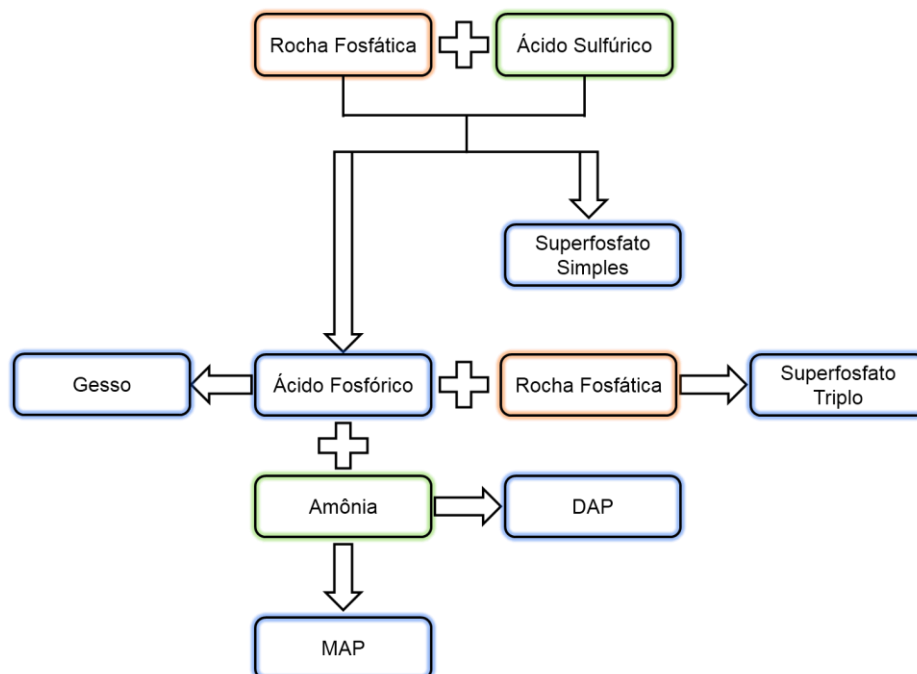 Rocha Fosfática
Ácido Sulfúrico
Superfosfato
Simples
Gesso
Ácido Fosfórico
Rocha Fosfática
Superfosfato
Triplo
Amônia
DAP
MAP